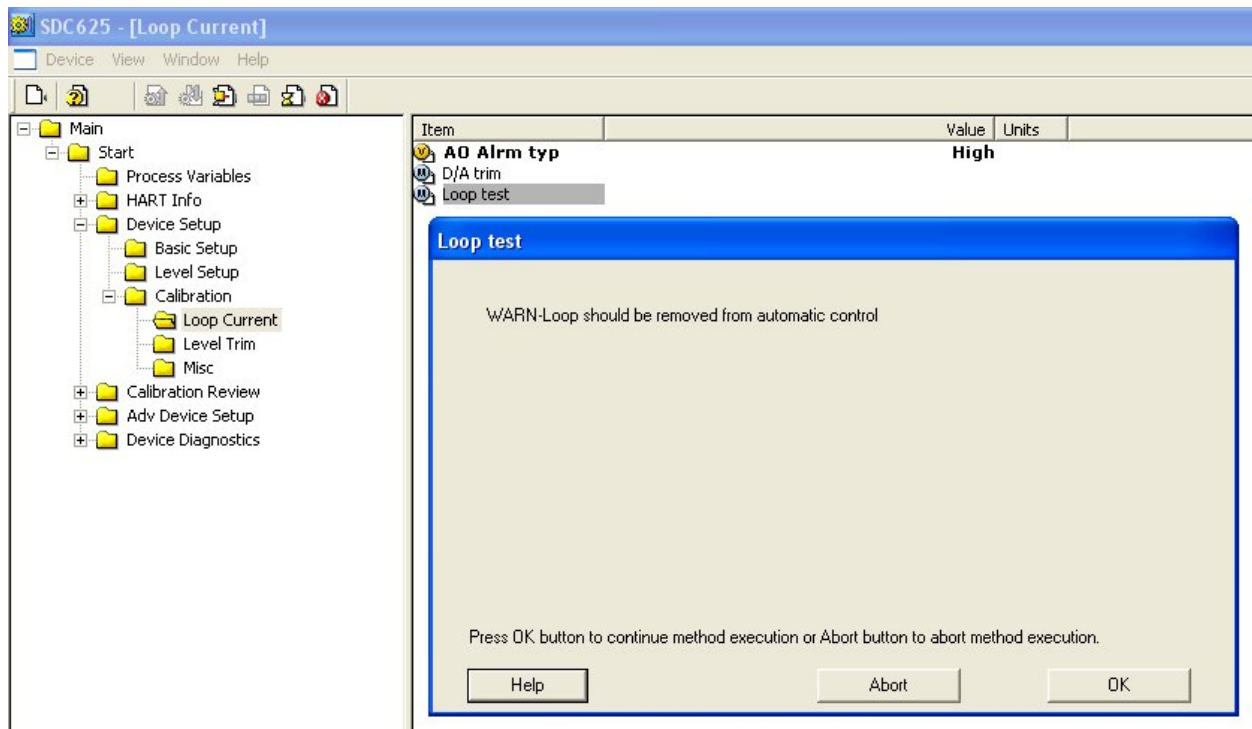 SDC625 - [Loop Current]
Device View Window Help
Main
Start
Process Variables
HART Info
Device Setup
Basic Setup
Level Setup
Calibration
Loop Current
Level Trim
Misc
Calibration Review
Adv Device Setup
Device Diagnostics
Item Value Units
AO Alrm typ High
D/A trim
Loop test
Loop test
WARN-Loop should be removed from automatic control
Press OK button to continue method execution or Abort button to abort method execution.
Help Abort OK